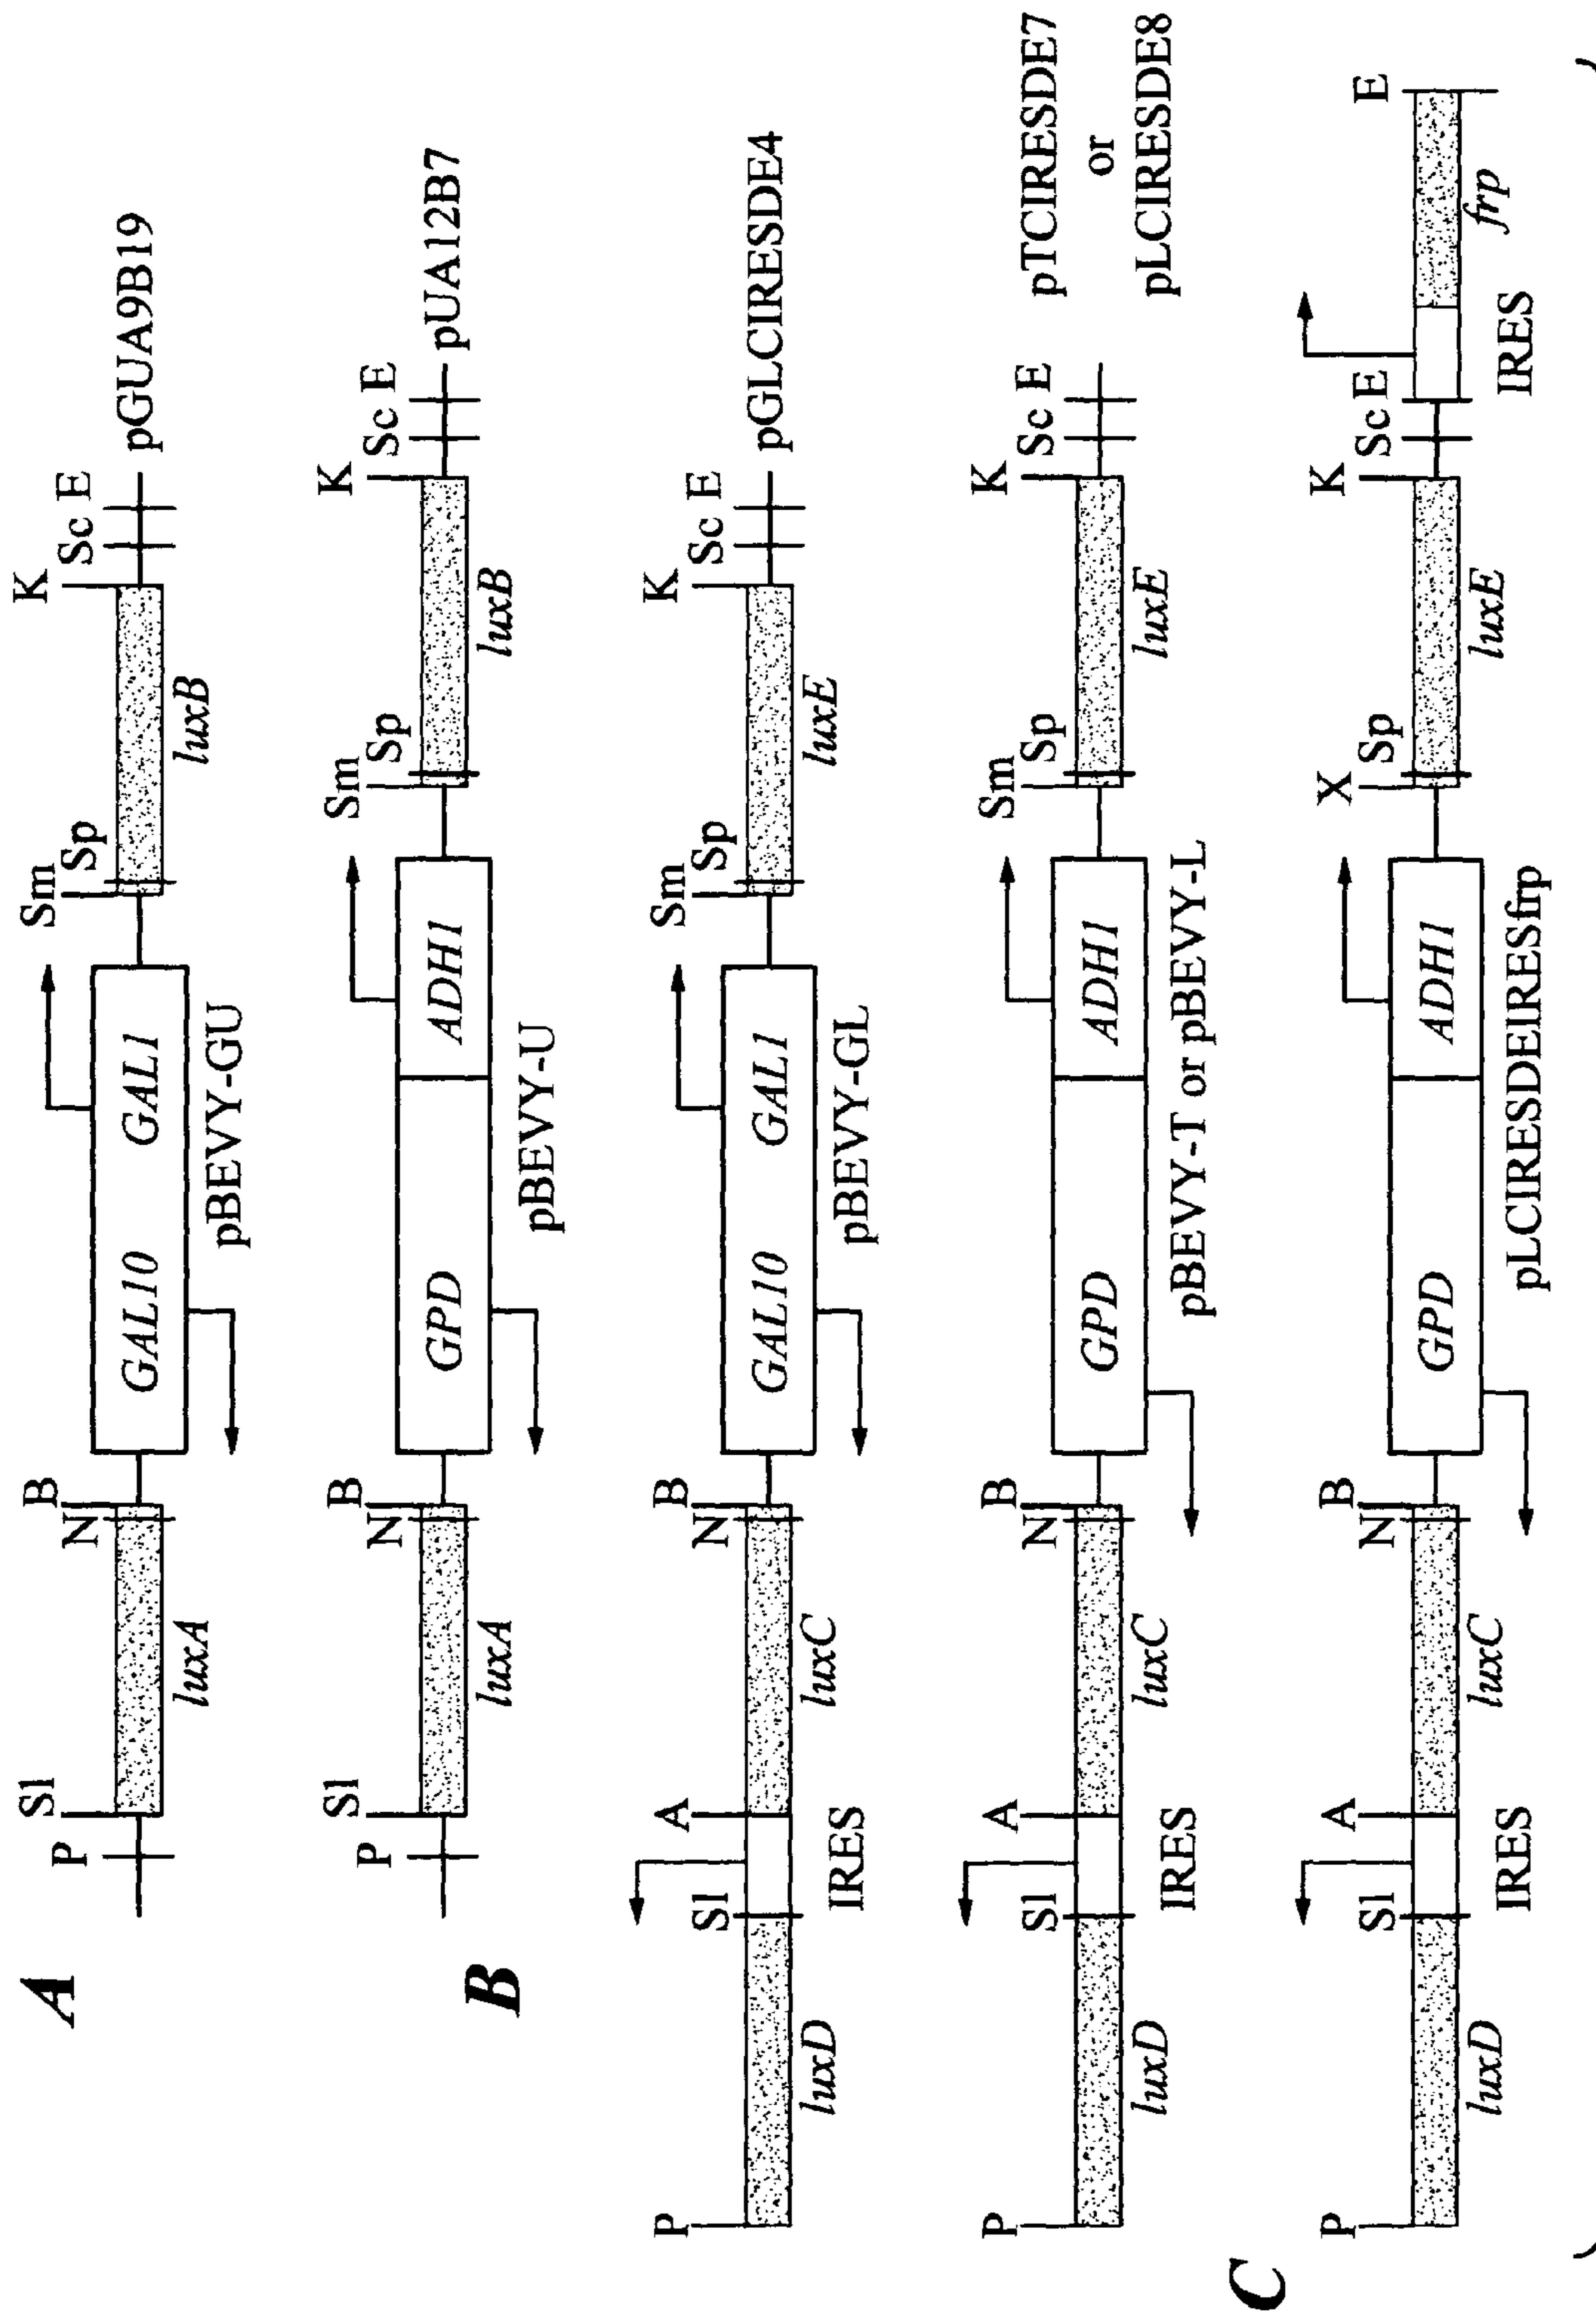 A
P Sl N B Sm Sp K Sc E
GAL10 GAL1 pGUA9B19
luxA luxB
pBEVY-GU
P Sl N B Sm Sp K Sc E
GPD ADH1 pUA12B7
luxA luxB
pBEVY-U
B
P Sl A N B Sm Sp K Sc E
GAL10 GAL1 pGLCIRESDE4
luxD IRES luxC luxE
pBEVY-GL
P Sl A N B Sm Sp K Sc E
GPD ADH1
pTCIRESDE7
or
pLCIRESDE8
luxD IRES luxC luxE
pBEVY-T or pBEVY-L
C
P Sl A N B X Sp K Sc E E
GPD ADH1
luxD IRES luxC luxE IRES frp
pLCIRESDEIRESfrp